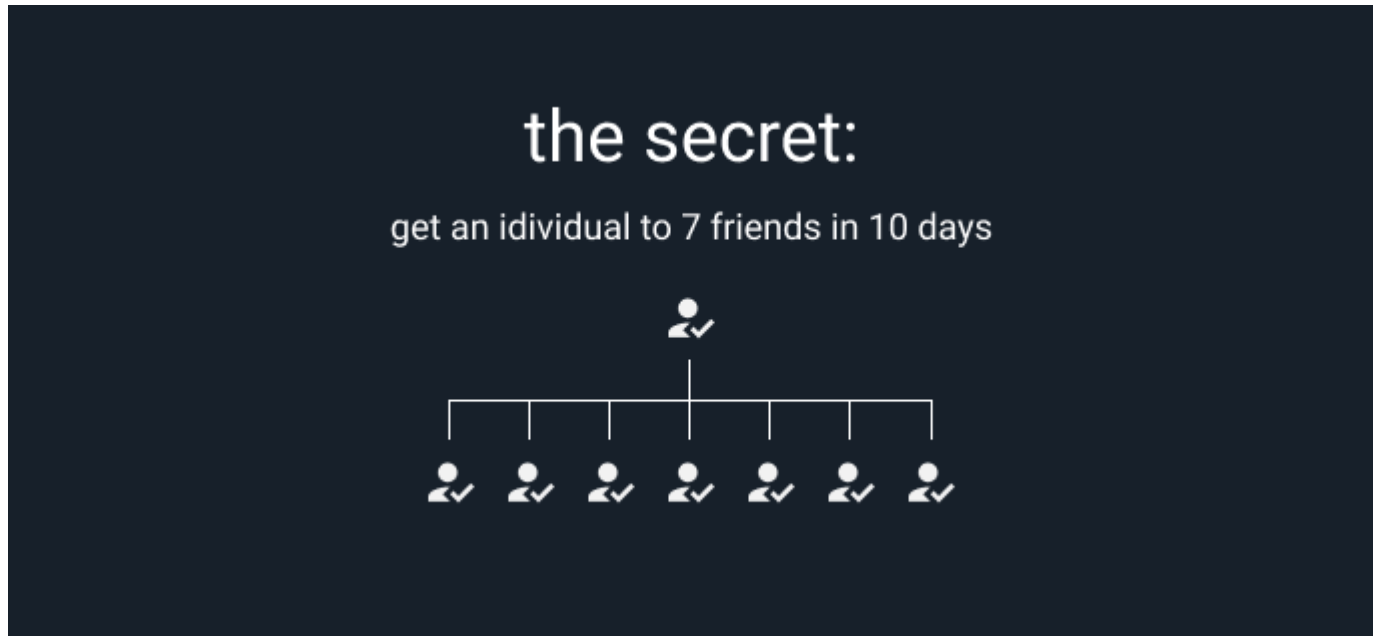 the secret:
get an idividual to 7 friends in 10 days